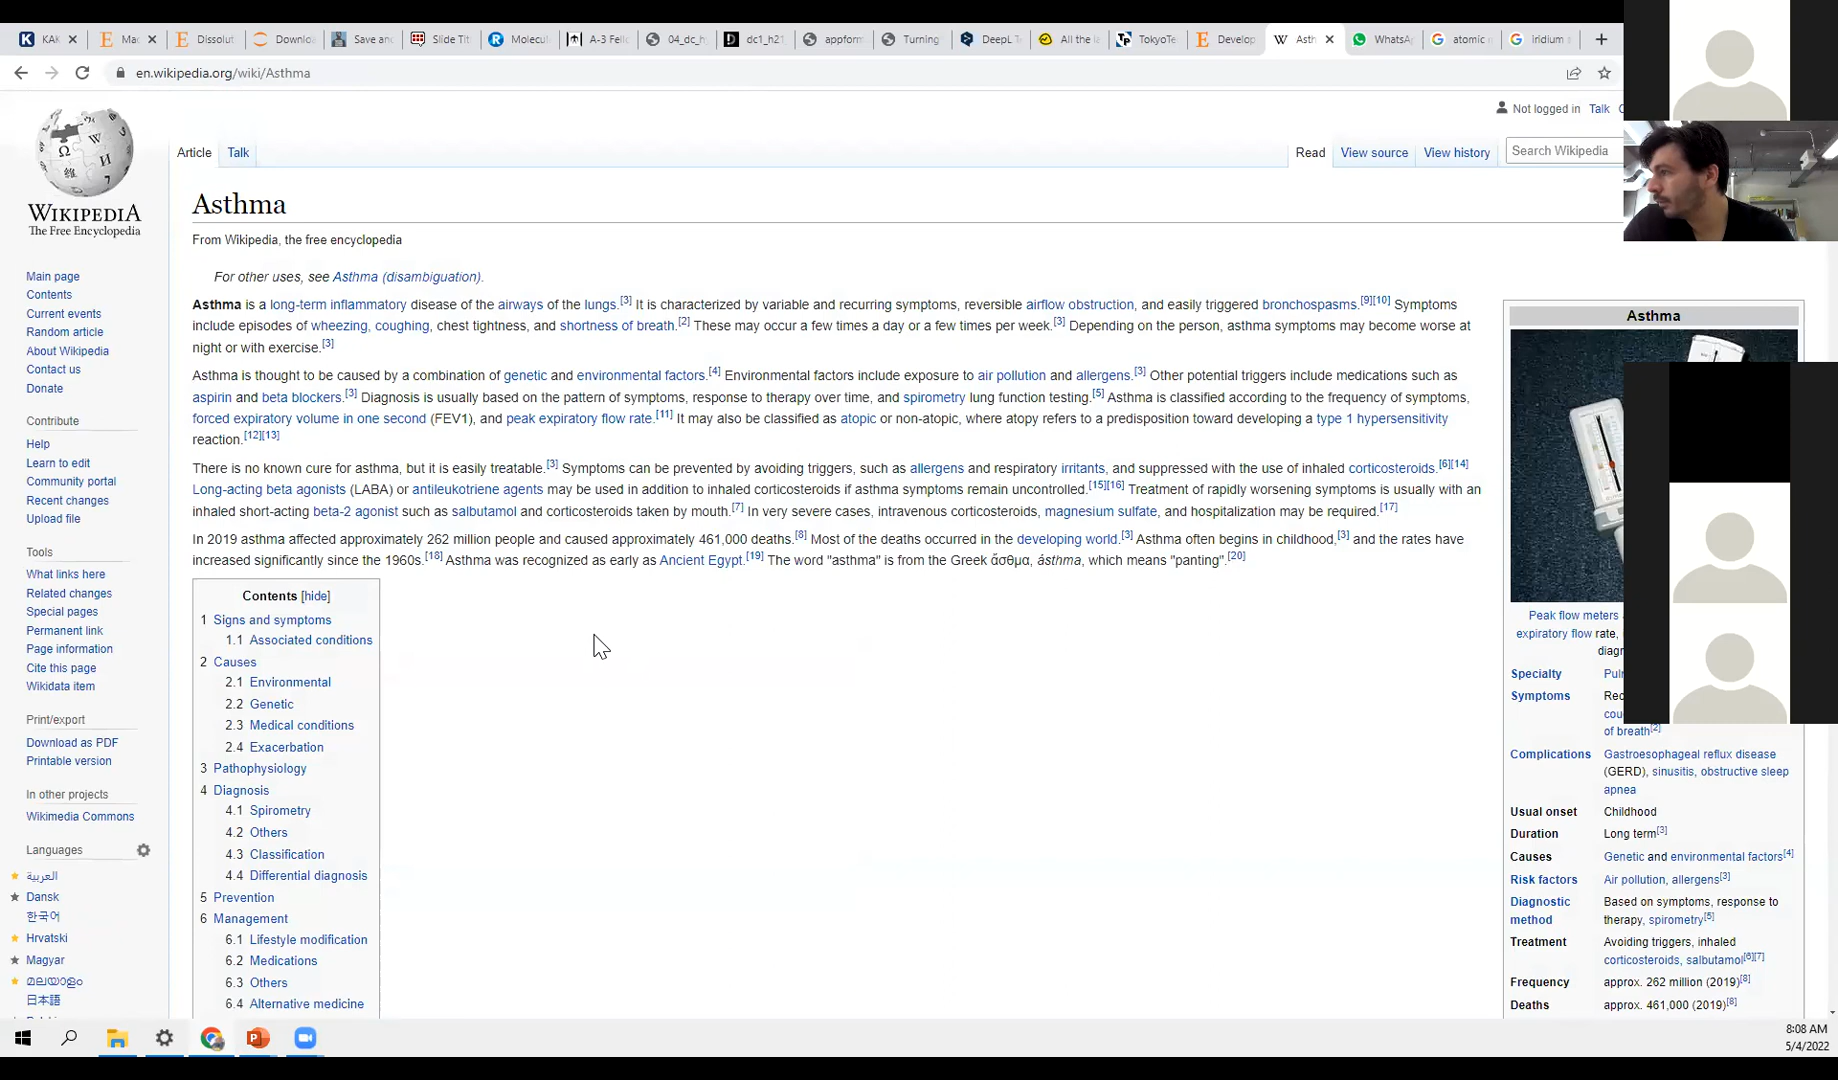 KAK
Mac
Dissolut
Downlo
Save and
Slide Tit
Molecul
A-3 Fell
04_dc_h
dc1_h21
appform
Turning
DeepL T
All the l
TokyoTe
Develop
Asth
WhatsAp
atomic
iridium
en.wikipedia.org/wiki/Asthma
Not logged in Talk
Article Talk
Read View source View history Search Wikipedia
WIKIPEDIA
The Free Encyclopedia
Main page
Contents
Current events
Random article
About Wikipedia
Contact us
Donate
Contribute
Help
Learn to edit
Community portal
Recent changes
Upload file
Tools
What links here
Related changes
Special pages
Permanent link
Page information
Cite this page
Wikidata item
Print/export
Download as PDF
Printable version
In other projects
Wikimedia Commons
Languages
العربية
Dansk
한국어
Hrvatski
Magyar
മലയാളം
日本語
Asthma
From Wikipedia, the free encyclopedia
For other uses, see Asthma (disambiguation).
Asthma is a long-term inflammatory disease of the airways of the lungs.[3] It is characterized by variable and recurring symptoms, reversible airflow obstruction, and easily triggered bronchospasms.[9][10] Symptoms
include episodes of wheezing, coughing, chest tightness, and shortness of breath.[2] These may occur a few times a day or a few times per week.[3] Depending on the person, asthma symptoms may become worse at
night or with exercise.[3]
Asthma is thought to be caused by a combination of genetic and environmental factors.[4] Environmental factors include exposure to air pollution and allergens.[3] Other potential triggers include medications such as
aspirin and beta blockers.[3] Diagnosis is usually based on the pattern of symptoms, response to therapy over time, and spirometry lung function testing.[5] Asthma is classified according to the frequency of symptoms,
forced expiratory volume in one second (FEV1), and peak expiratory flow rate.[11] It may also be classified as atopic or non-atopic, where atopy refers to a predisposition toward developing a type 1 hypersensitivity
reaction.[12][13]
There is no known cure for asthma, but it is easily treatable.[3] Symptoms can be prevented by avoiding triggers, such as allergens and respiratory irritants, and suppressed with the use of inhaled corticosteroids.[6][14]
Long-acting beta agonists (LABA) or antileukotriene agents may be used in addition to inhaled corticosteroids if asthma symptoms remain uncontrolled.[15][16] Treatment of rapidly worsening symptoms is usually with an
inhaled short-acting beta-2 agonist such as salbutamol and corticosteroids taken by mouth.[7] In very severe cases, intravenous corticosteroids, magnesium sulfate, and hospitalization may be required.[17]
In 2019 asthma affected approximately 262 million people and caused approximately 461,000 deaths.[8] Most of the deaths occurred in the developing world.[3] Asthma often begins in childhood,[3] and the rates have
increased significantly since the 1960s.[18] Asthma was recognized as early as Ancient Egypt.[19] The word "asthma" is from the Greek ἆσθμα, ásthma, which means "panting".[20]
Contents [hide]
1 Signs and symptoms
1.1 Associated conditions
2 Causes
2.1 Environmental
2.2 Genetic
2.3 Medical conditions
2.4 Exacerbation
3 Pathophysiology
4 Diagnosis
4.1 Spirometry
4.2 Others
4.3 Classification
4.4 Differential diagnosis
5 Prevention
6 Management
6.1 Lifestyle modification
6.2 Medications
6.3 Others
6.4 Alternative medicine
Asthma
Peak flow meters
expiratory flow rate,
diagn
Specialty Pul
Symptoms Rec
cou
of breath[2]
Complications Gastroesophageal reflux disease
(GERD), sinusitis, obstructive sleep
apnea
Usual onset Childhood
Duration Long term[3]
Causes Genetic and environmental factors[4]
Risk factors Air pollution, allergens[3]
Diagnostic Based on symptoms, response to
method therapy, spirometry[5]
Treatment Avoiding triggers, inhaled
corticosteroids, salbutamol[6][7]
Frequency approx. 262 million (2019)[8]
Deaths approx. 461,000 (2019)[8]
8:08 AM
5/4/2022